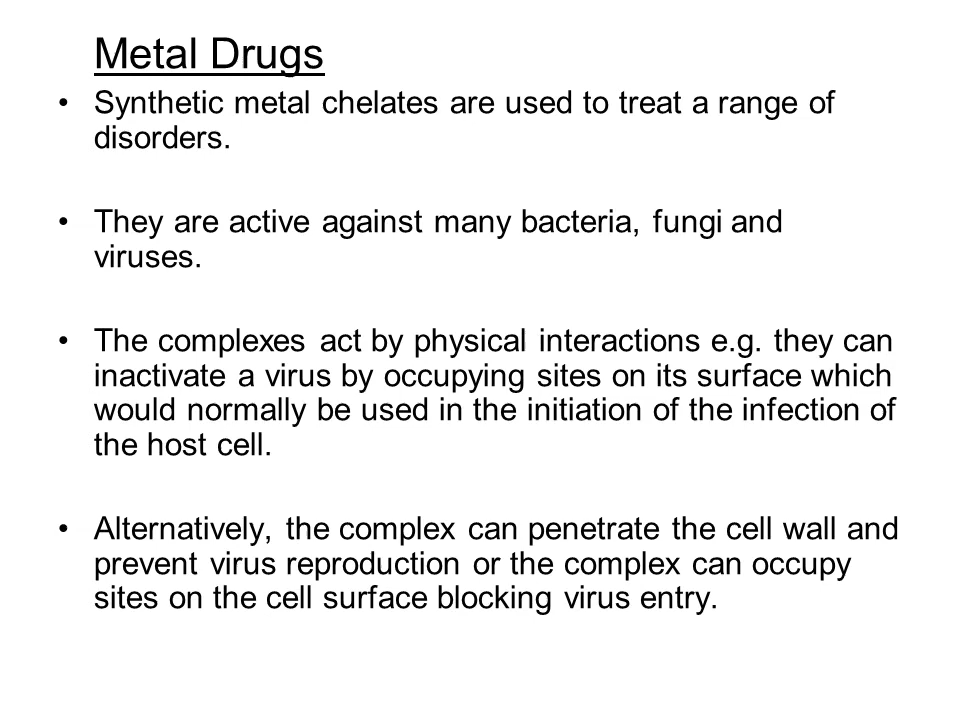 Metal Drugs
• Synthetic metal chelates are used to treat a range of
disorders.
• They are active against many bacteria, fungi and
viruses.
• The complexes act by physical interactions e.g. they can
inactivate a virus by occupying sites on its surface which
would normally be used in the initiation of the infection of
the host cell.
• Alternatively, the complex can penetrate the cell wall and
prevent virus reproduction or the complex can occupy
sites on the cell surface blocking virus entry.